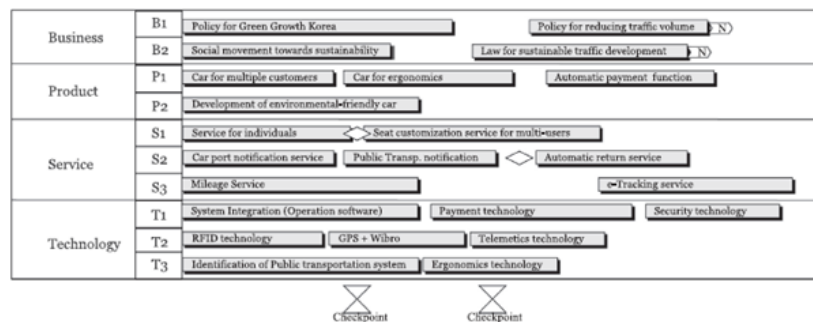 Business
B1
Policy for Green Growth Korea
Policy for reducing traffic volume
N
B2
Social movement towards sustainability
Law for sustainable traffic development
N
Product
P1
Car for multiple customers
Car for ergonomics
Automatic payment function
P2
Development of environmental-friendly car
Service
S1
Service for individuals
Seat customization service for multi-users
S2
Car port notification service
Public Transp. notification
Automatic return service
S3
Mileage Service
e-Tracking service
Technology
T1
System Integration (Operation software)
Payment technology
Security technology
T2
RFID technology
GPS + Wibro
Telemetics technology
T3
Identification of Public transportation system
Ergonomics technology
Checkpoint
Checkpoint